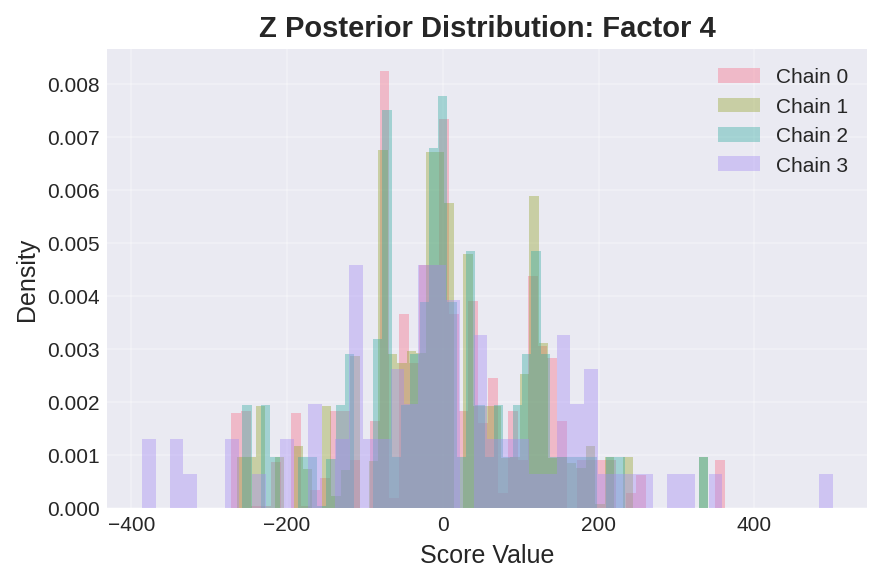 Z Posterior Distribution: Factor 4
0.008
0.007
0.006
0.005
0.004
0.003
0.002
0.001
0.000
Density
Chain 0
Chain 1
Chain 2
Chain 3
−400
−200
0
200
400
Score Value